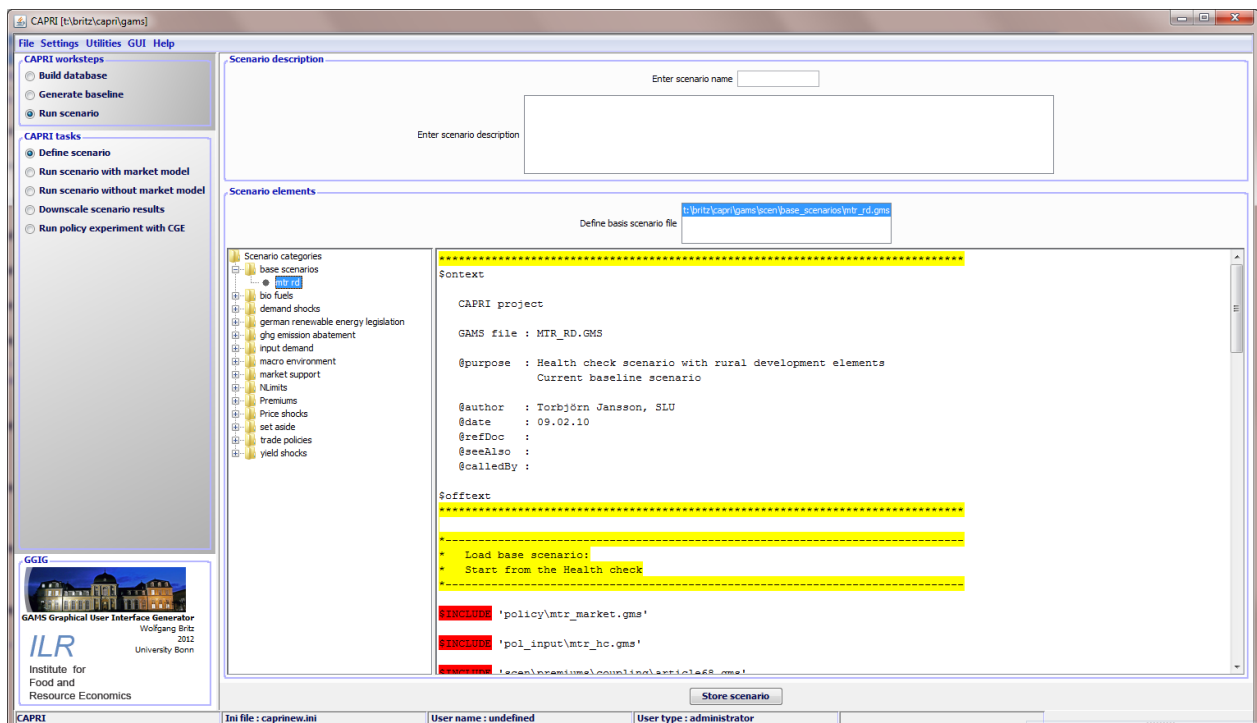 CAPRI [t:\britz\capri\gams]
File Settings Utilities GUI Help
CAPRI worksteps
Build database
Generate baseline
Run scenario
CAPRI tasks
Define scenario
Run scenario with market model
Run scenario without market model
Downscale scenario results
Run policy experiment with CGE
GGIG
GAMS Graphical User Interface Generator
Wolfgang Britz
2012
University Bonn
ILR
Institute for
Food and
Resource Economics
Scenario description
Enter scenario name
Enter scenario description
Scenario elements
t:\britz\capri\gams\scen\base_scenarios\mtr_rd.gms
Define basis scenario file
Scenario categories
base scenarios
mtr rd
bio fuels
demand shocks
german renewable energy legislation
ghg emission abatement
input demand
macro environment
market support
NLimits
Premiums
Price shocks
set aside
trade policies
yield shocks
********************************************************************************
$ontext
CAPRI project
GAMS file : MTR_RD.GMS
@purpose : Health check scenario with rural development elements
Current baseline scenario
@author : Torbjörn Jansson, SLU
@date : 09.02.10
@refDoc :
@seeAlso :
@calledBy :
$offtext
********************************************************************************
*-------------------------------------------------------------------------------
* Load base scenario:
* Start from the Health check
*-------------------------------------------------------------------------------
$INCLUDE 'policy\mtr_market.gms'
$INCLUDE 'pol_input\mtr_hc.gms'
$INCLUDE 'scen\premiums\coupling\article68.gms'
Store scenario
CAPRI
Ini file : caprinew.ini
User name : undefined
User type : administrator